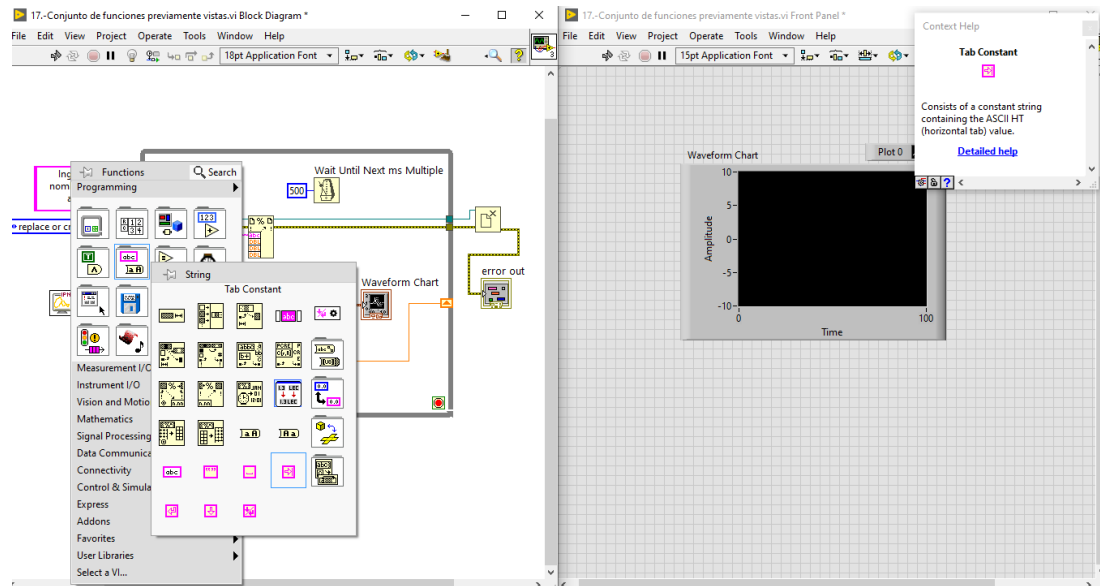 17.-Conjunto de funciones previamente vistas.vi Block Diagram *
File Edit View Project Operate Tools Window Help
18pt Application Font
?
3
Ing
nom
a
replace or cr
Functions
Search
Programming
Wait Until Next ms Multiple
500
String
Tab Constant
Waveform Chart
error out
Measurement I/O
Instrument I/O
Vision and Motio
Mathematics
Signal Processing
Data Communica
Connectivity
Control & Simula
Express
Addons
Favorites
User Libraries
Select a VI...
17.-Conjunto de funciones previamente vistas.vi Front Panel *
File Edit View Project Operate Tools Window Help
15pt Application Font
Waveform Chart
Plot 0
10
5
0
-5
-10
Amplitude
0
100
Time
Context Help
Tab Constant
Consists of a constant string
containing the ASCII HT
(horizontal tab) value.
Detailed help
?